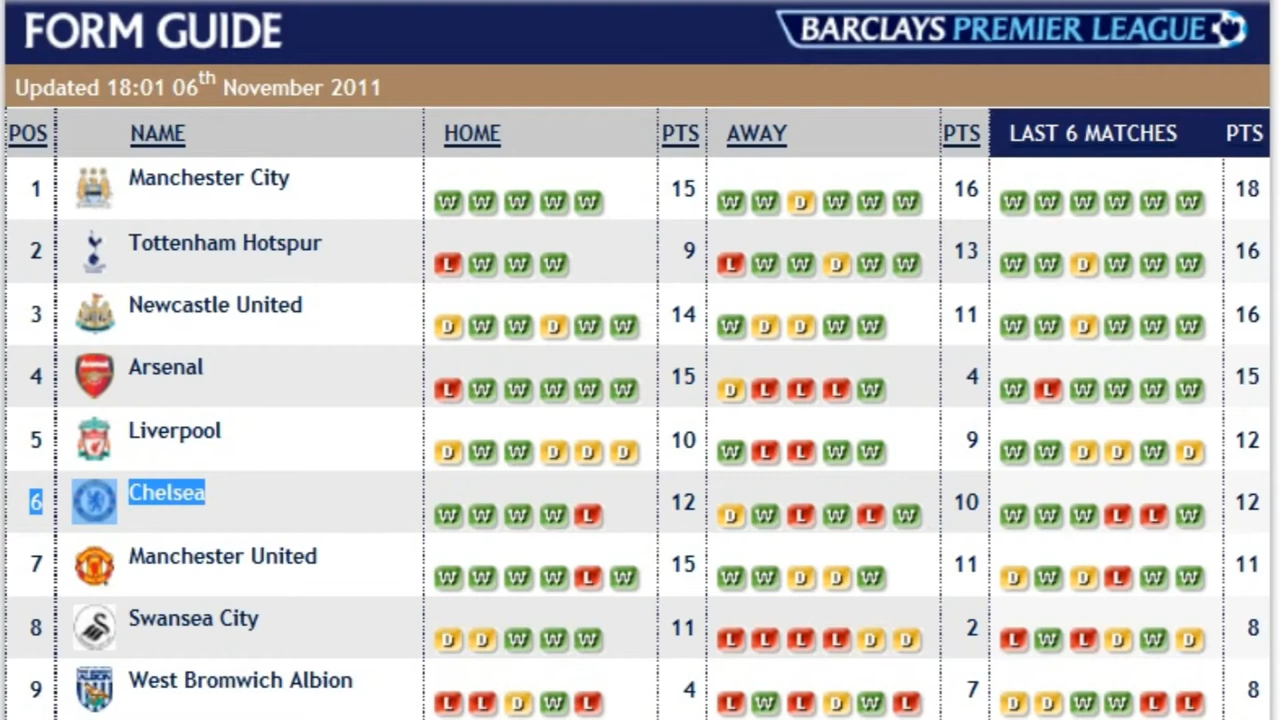 FORM GUIDE BARCLAYS PREMIER LEAGUE
Updated 18:01 06th November 2011
POS NAME HOME PTS AWAY PTS LAST 6 MATCHES PTS
1 Manchester City W W W W W 15 W W D W W W 16 W W W W W W 18
2 Tottenham Hotspur L W W W 9 L W W D W W 13 W W D W W W 16
3 Newcastle United D W W D W W 14 W D D W W 11 W W D W W W 16
4 Arsenal L W W W W W 15 D L L L W 4 W L W W W W 15
5 Liverpool D W W D D D 10 W L L W W 9 W W D D W D 12
6 Chelsea W W W W L 12 D W L W L W 10 W W W L L W 12
7 Manchester United W W W W L W 15 W W D D W 11 D W D L W W 11
8 Swansea City D D W W W 11 L L L L D D 2 L W L D W D 8
9 West Bromwich Albion L L D W L 4 L W L D W L 7 D D W W L L 8